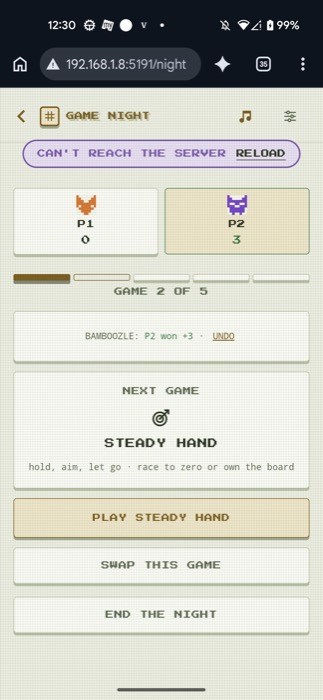 12:30
99%
192.168.1.8:5191/night
35
GAME NIGHT
CAN'T REACH THE SERVER RELOAD
P1
0
P2
3
GAME 2 OF 5
BAMBOOZLE: P2 won +3 · UNDO
NEXT GAME
STEADY HAND
hold, aim, let go · race to zero or own the board
PLAY STEADY HAND
SWAP THIS GAME
END THE NIGHT